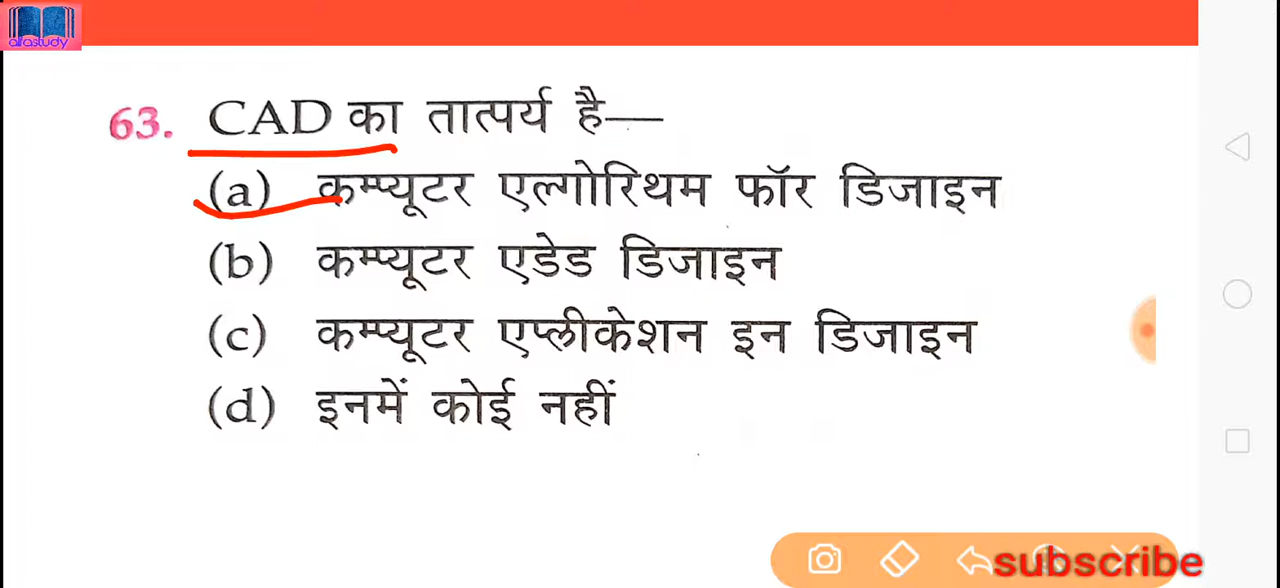 alfastudy
63. CAD का तात्पर्य है—
(a) कम्प्यूटर एल्गोरिथम फॉर डिजाइन
(b) कम्प्यूटर एडेड डिजाइन
(c) कम्प्यूटर एप्लीकेशन इन डिजाइन
(d) इनमें कोई नहीं
subscribe